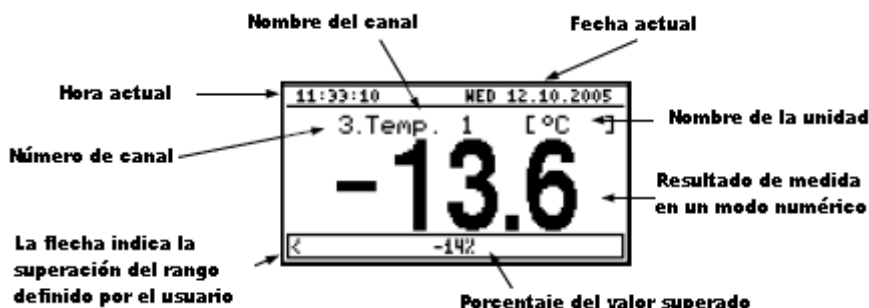 Nombre del canal
Fecha actual
Hora actual
11:33:10 WED 12.10.2005
3.Temp. 1 [°C ]
Nombre de la unidad
Número de canal
-13.6
Resultado de medida
en un modo numérico
La flecha indica la
superación del rango
definido por el usuario
< -14%
Porcentaje del valor superado